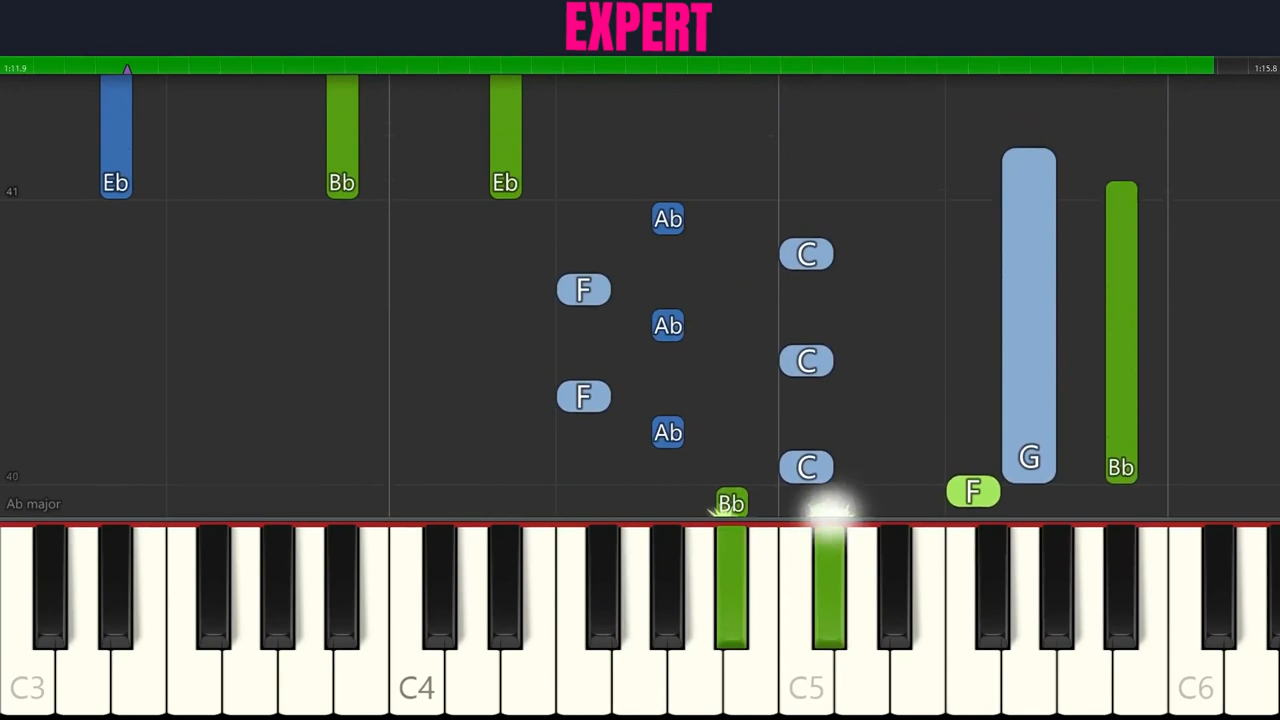 EXPERT
1:11.9 1:15.8
Eb Bb Eb
41
Ab
C
F
Ab
C
F
Ab
G
C Bb
40
F
Ab major Bb
C3 C4 C5 C6